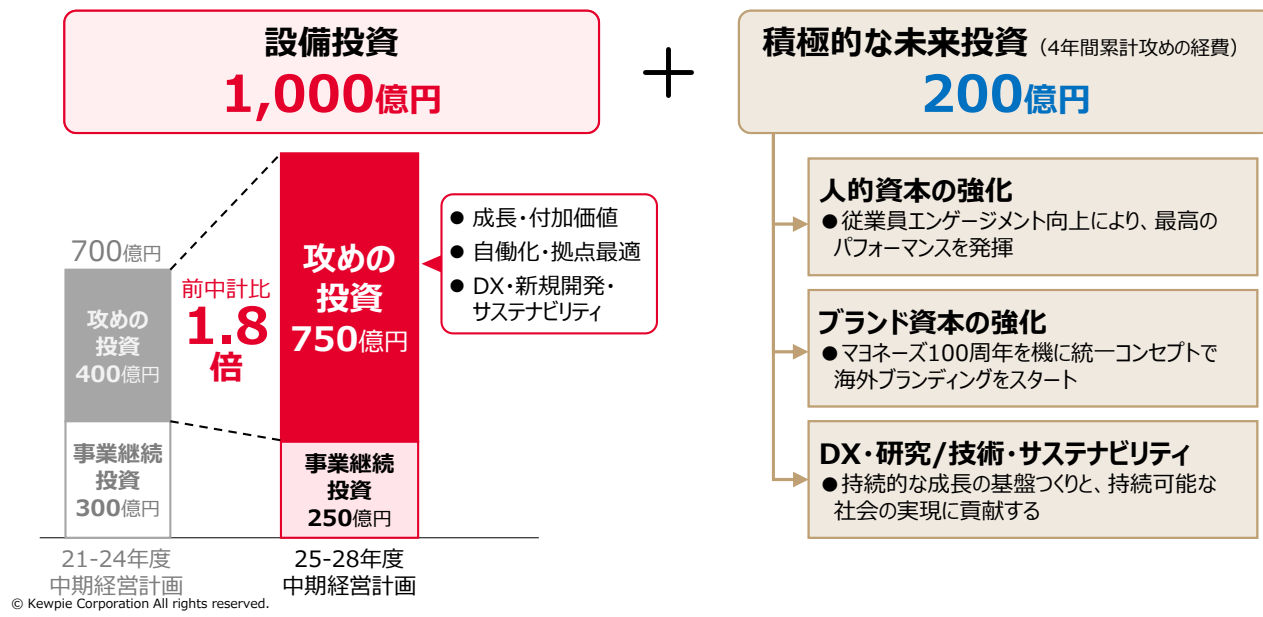 設備投資
1,000億円
＋
積極的な未来投資（4年間累計攻めの経費）
200億円
700億円
攻めの
投資
400億円
事業継続
投資
300億円
前中計比
1.8
倍
攻めの
投資
750億円
事業継続
投資
250億円
● 成長・付加価値
● 自働化・拠点最適
● DX・新規開発・
サステナビリティ
21-24年度
中期経営計画
25-28年度
中期経営計画
人的資本の強化
●従業員エンゲージメント向上により、最高の
パフォーマンスを発揮
ブランド資本の強化
●マヨネーズ100周年を機に統一コンセプトで
海外ブランディングをスタート
DX・研究/技術・サステナビリティ
●持続的な成長の基盤つくりと、持続可能な
社会の実現に貢献する
© Kewpie Corporation All rights reserved.